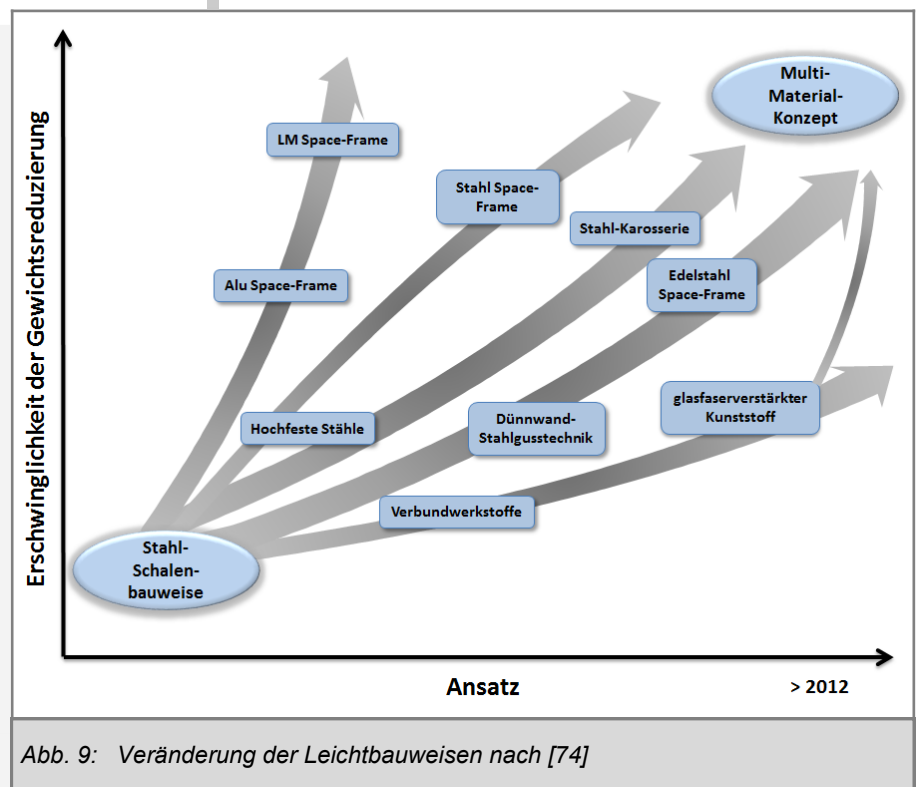 Erschwinglichkeit der Gewichtsreduzierung
Multi-
Material-
Konzept
LM Space-Frame
Stahl Space-
Frame
Stahl-Karosserie
Alu Space-Frame
Edelstahl
Space-Frame
glasfaserverstärkter
Kunststoff
Hochfeste Stähle
Dünnwand-
Stahlgusstechnik
Verbundwerkstoffe
Stahl-
Schalen-
bauweise
Ansatz
> 2012
Abb. 9: Veränderung der Leichtbauweisen nach [74]